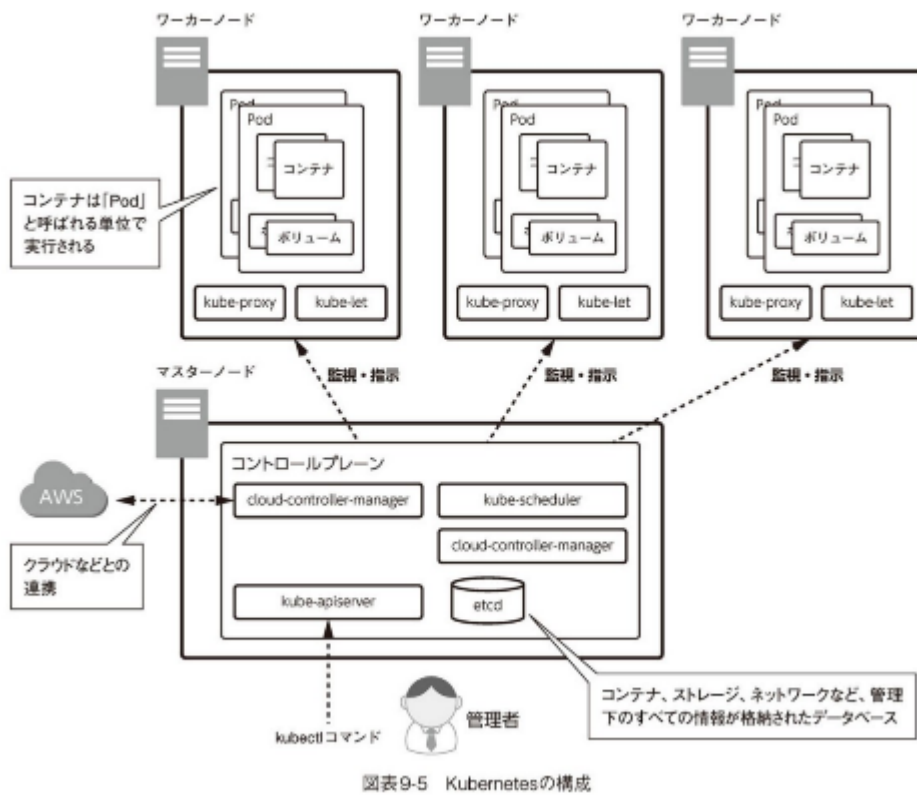 ワーカーノード
ワーカーノード
ワーカーノード
Pod
Pod
コンテナ
ボリューム
kube-proxy
kube-let
Pod
Pod
コンテナ
ボリューム
kube-proxy
kube-let
Pod
Pod
コンテナ
ボリューム
kube-proxy
kube-let
コンテナは「Pod」
と呼ばれる単位で
実行される
監視・指示
監視・指示
監視・指示
マスターノード
コントロールプレーン
AWS
cloud-controller-manager
kube-scheduler
cloud-controller-manager
クラウドなどとの
連携
kube-apiserver
etcd
コンテナ、ストレージ、ネットワークなど、管理
下のすべての情報が格納されたデータベース
管理者
kubectlコマンド
図表9-5 Kubernetesの構成